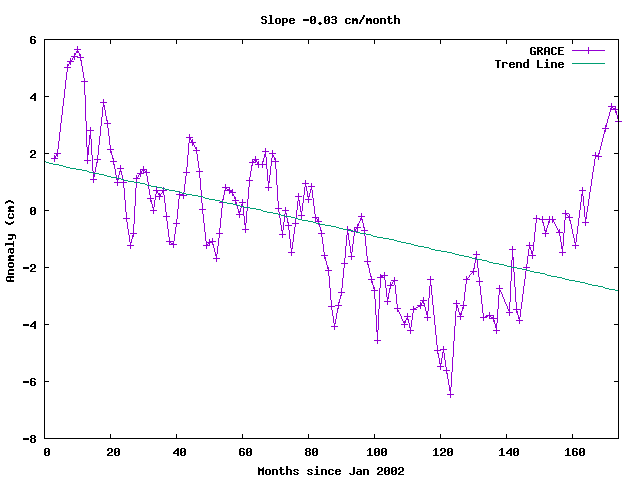 Slope -0.03 cm/month
GRACE
Trend Line
6
4
2
0
-2
-4
-6
-8
Anomaly (cm)
0 20 40 60 80 100 120 140 160
Months since Jan 2002